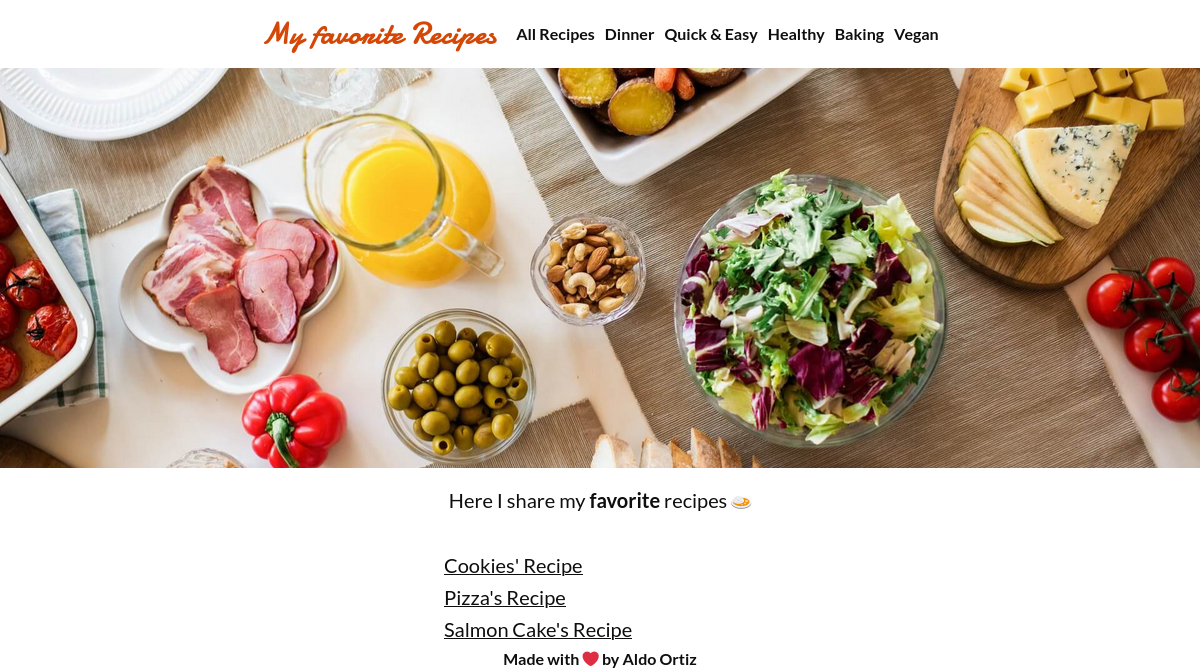 My favorite Recipes All Recipes Dinner Quick & Easy Healthy Baking Vegan
Here I share my favorite recipes 🍛
Cookies' Recipe
Pizza's Recipe
Salmon Cake's Recipe
Made with ❤️ by Aldo Ortiz